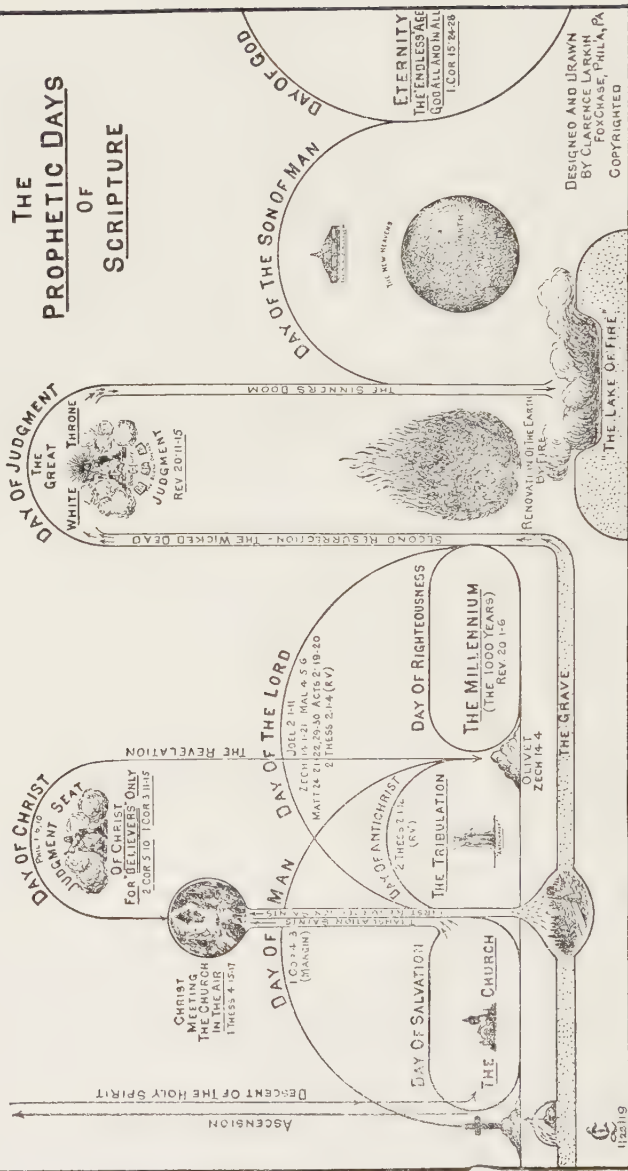 THE
PROPHETIC DAYS
OF
SCRIPTURE
ASCENSION
DESCENT OF THE HOLY SPIRIT
CHRIST
MEETING
THE CHURCH
IN THE AIR
1 THESS 4·15-17
DAY OF CHRIST
PHIL 1·6,10
JUDGMENT SEAT
OF CHRIST
FOR "BELIEVERS" ONLY
2 COR 5·10 1 COR 3·11-15
THE REVELATION
DAY OF MAN
1 COR 4·3
(MARGIN)
DAY OF SALVATION
THE CHURCH
TRANSLATION SAINTS
DAY OF THE LORD
JOEL 2 1-11
ZECH 14 1-21 MAL 4·5 6
MATT 24·21-22, 29-30 ACTS 2·19-20
2 THESS 2·1-4 (RV)
DAY OF ANTICHRIST
2 THESS 2
(RV)
THE TRIBULATION
OLIVET
ZECH 14·4
DAY OF RIGHTEOUSNESS
THE MILLENNIUM
(THE 1000 YEARS)
REV. 20 1-6
THE GRAVE
SECOND RESURRECTION - THE WICKED DEAD
DAY OF JUDGMENT
THE
GREAT
WHITE THRONE
JUDGMENT
REV 20·11-15
THE SINNERS DOOM
RENOVATION OF THE EARTH
BY FIRE
"THE LAKE OF FIRE"
DAY OF THE SON OF MAN
THE NEW HEAVENS
EARTH
DAY OF GOD
ETERNITY
THE "ENDLESS" AGE
GOD ALL AND IN ALL
1. COR 15·24-28
DESIGNED AND DRAWN
BY CLARENCE LARKIN
FOXCHASE, PHIL'A, PA
COPYRIGHTED